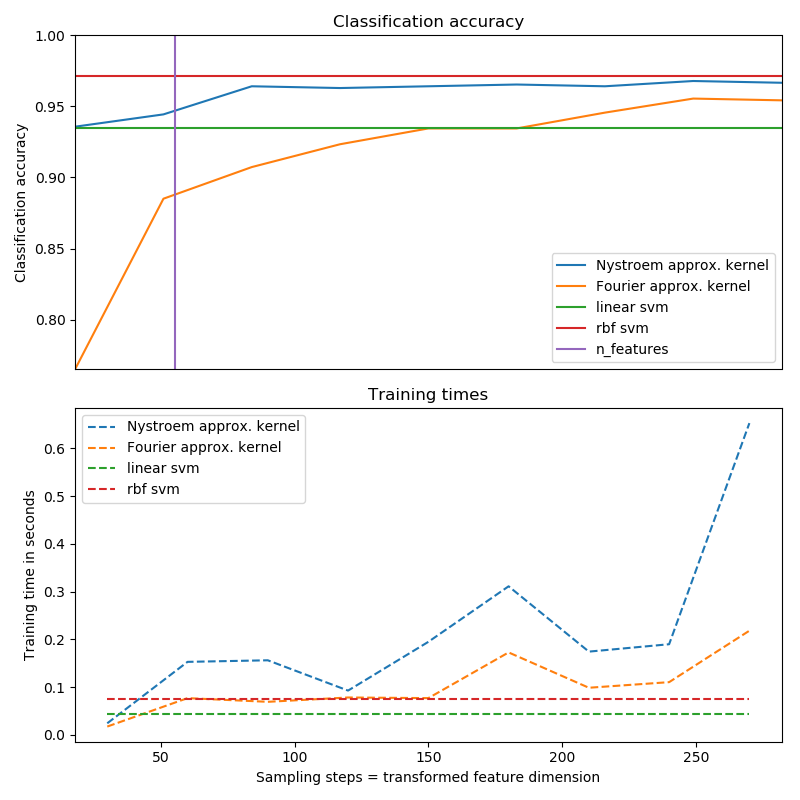 Classification accuracy
1.00
0.95
0.90
0.85
0.80
Classification accuracy
Nystroem approx. kernel
Fourier approx. kernel
linear svm
rbf svm
n_features
Training times
Nystroem approx. kernel
Fourier approx. kernel
linear svm
rbf svm
0.6
0.5
0.4
0.3
0.2
0.1
0.0
Training time in seconds
50 100 150 200 250
Sampling steps = transformed feature dimension